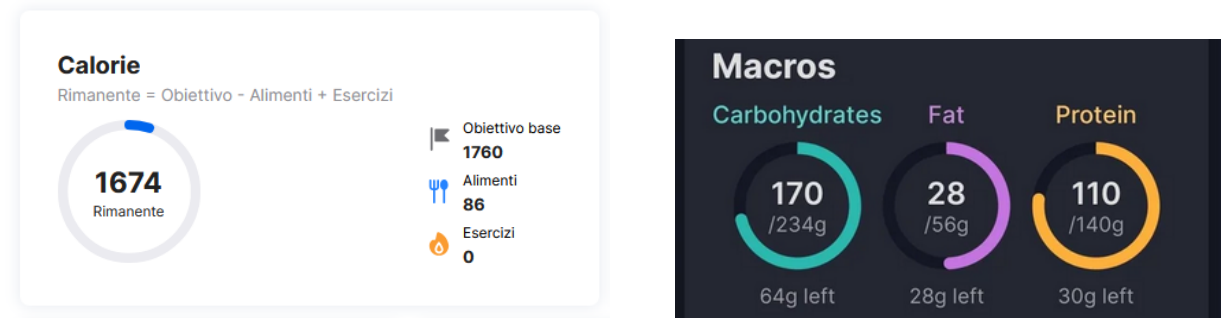 Calorie
Rimanente = Obiettivo - Alimenti + Esercizi
1674
Rimanente
Obiettivo base
1760
Alimenti
86
Esercizi
0
Macros
Carbohydrates Fat Protein
170 28 110
/234g /56g /140g
64g left 28g left 30g left